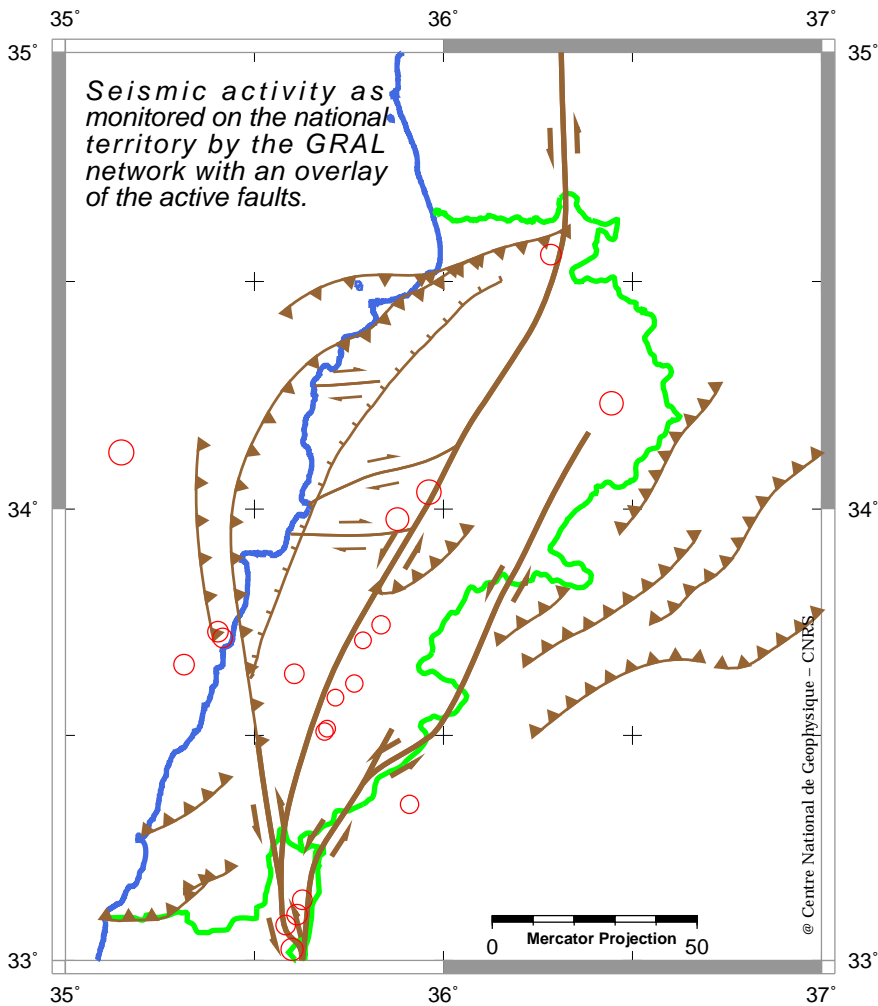 35° 36° 37°
35° 35°
Seismic activity as
monitored on the national
territory by the GRAL
network with an overlay
of the active faults.
34° 34°
@ Centre National de Geophysique – CNRS
0 Mercator Projection 50
33° 33°
35° 36° 37°